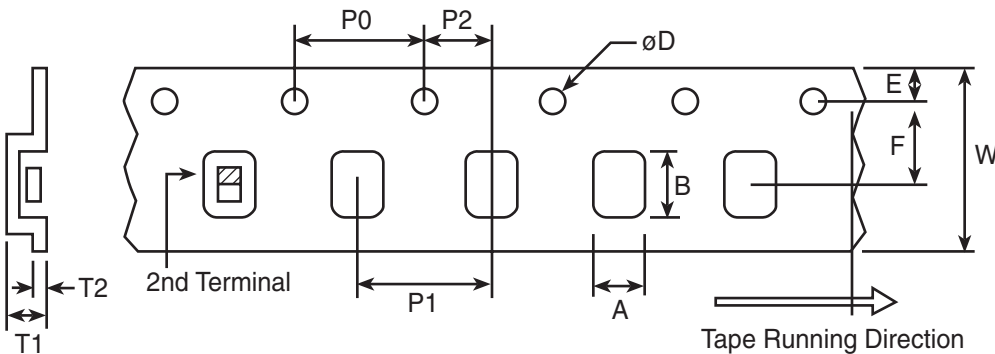 P0
P2
øD
E
F
W
B
2nd Terminal
T2
P1
A
T1
Tape Running Direction